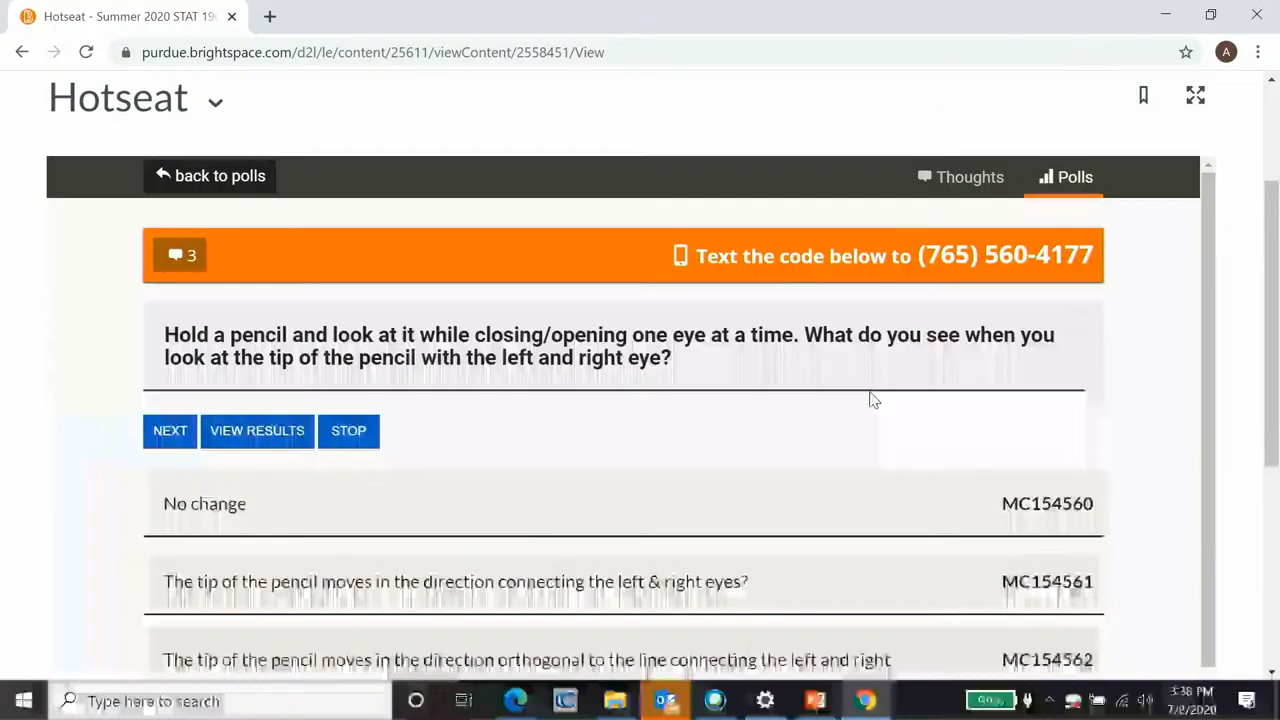 Hotseat - Summer 2020 STAT 19
purdue.brightspace.com/d2l/le/content/25611/viewContent/2558451/View
A
Hotseat
back to polls
Thoughts
Polls
3
Text the code below to (765) 560-4177
Hold a pencil and look at it while closing/opening one eye at a time. What do you see when you
look at the tip of the pencil with the left and right eye?
NEXT
VIEW RESULTS
STOP
No change
MC154560
The tip of the pencil moves in the direction connecting the left & right eyes?
MC154561
The tip of the pencil moves in the direction orthogonal to the line connecting the left and right
MC154562
Type here to search
3:38 PM
7/8/2020